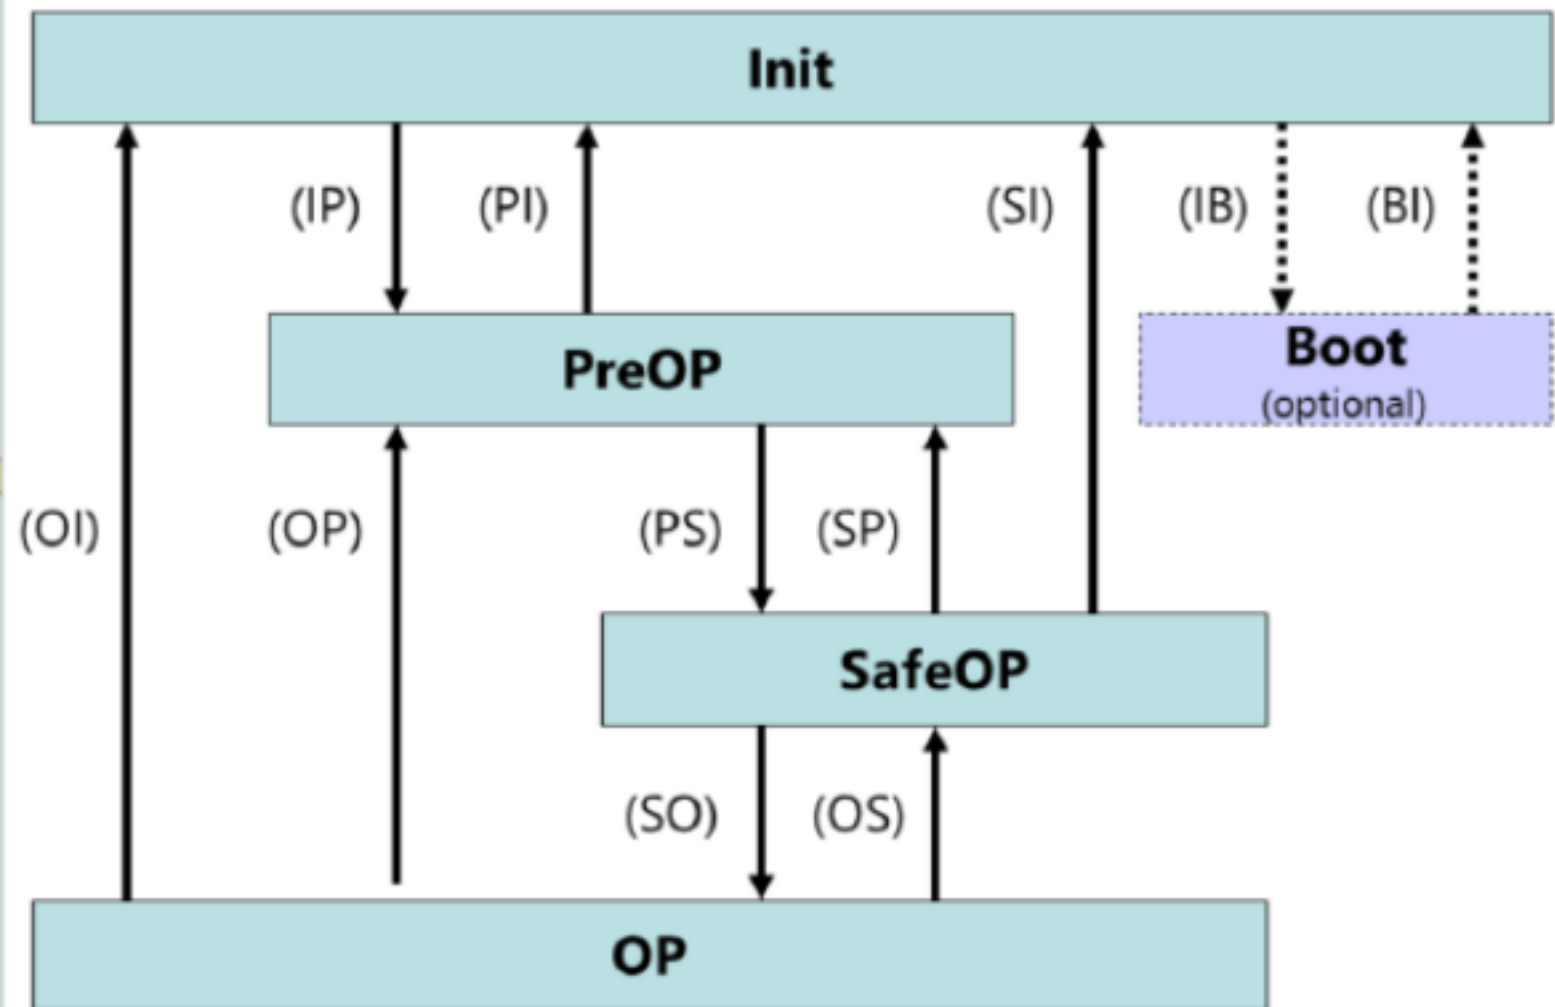 Init
(IP)
(PI)
(SI)
(IB)
(BI)
PreOP
Boot
(optional)
(OI)
(OP)
(PS)
(SP)
SafeOP
(SO)
(OS)
OP